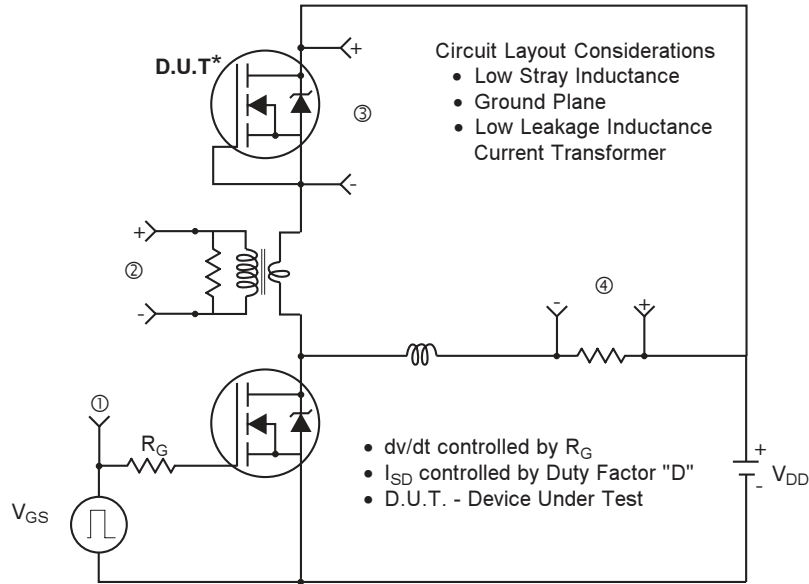 D.U.T*
+
Circuit Layout Considerations
• Low Stray Inductance
• Ground Plane
• Low Leakage Inductance
Current Transformer
③
-
+
②
-
④
-
+
①
R_G
• dv/dt controlled by R_G
• I_SD controlled by Duty Factor "D"
• D.U.T. - Device Under Test
+
-
V_DD
V_GS